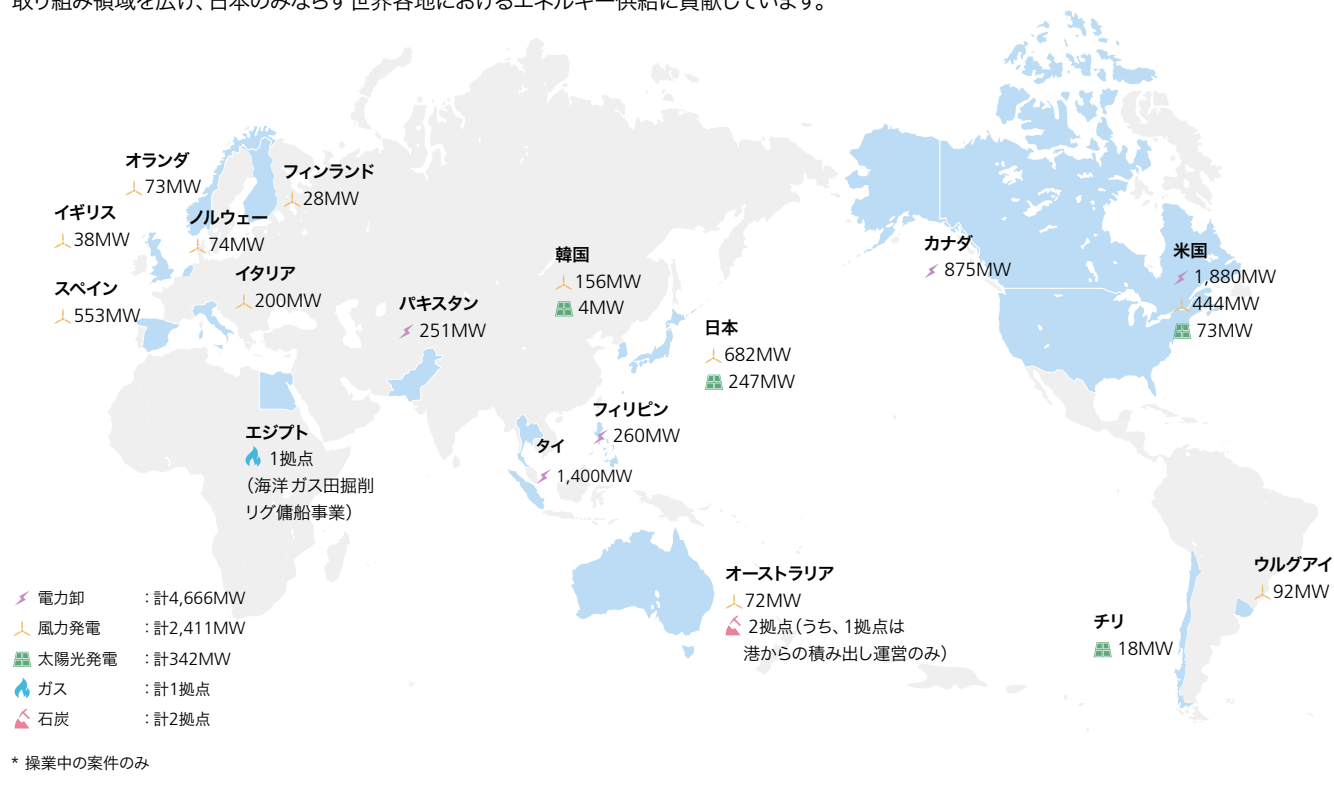 取り組み領域を広げ、日本のみならず世界各地におけるエネルギー供給に貢献しています。
オランダ
73MW
フィンランド
28MW
イギリス
38MW
ノルウェー
74MW
イタリア
200MW
スペイン
553MW
パキスタン
251MW
韓国
156MW
4MW
日本
682MW
247MW
カナダ
875MW
米国
1,880MW
444MW
73MW
エジプト
1拠点
（海洋ガス田掘削
リグ傭船事業）
フィリピン
260MW
タイ
1,400MW
オーストラリア
72MW
2拠点（うち、1拠点は
港からの積み出し運営のみ）
ウルグアイ
92MW
チリ
18MW
電力卸 ：計4,666MW
風力発電 ：計2,411MW
太陽光発電 ：計342MW
ガス ：計1拠点
石炭 ：計2拠点
* 操業中の案件のみ